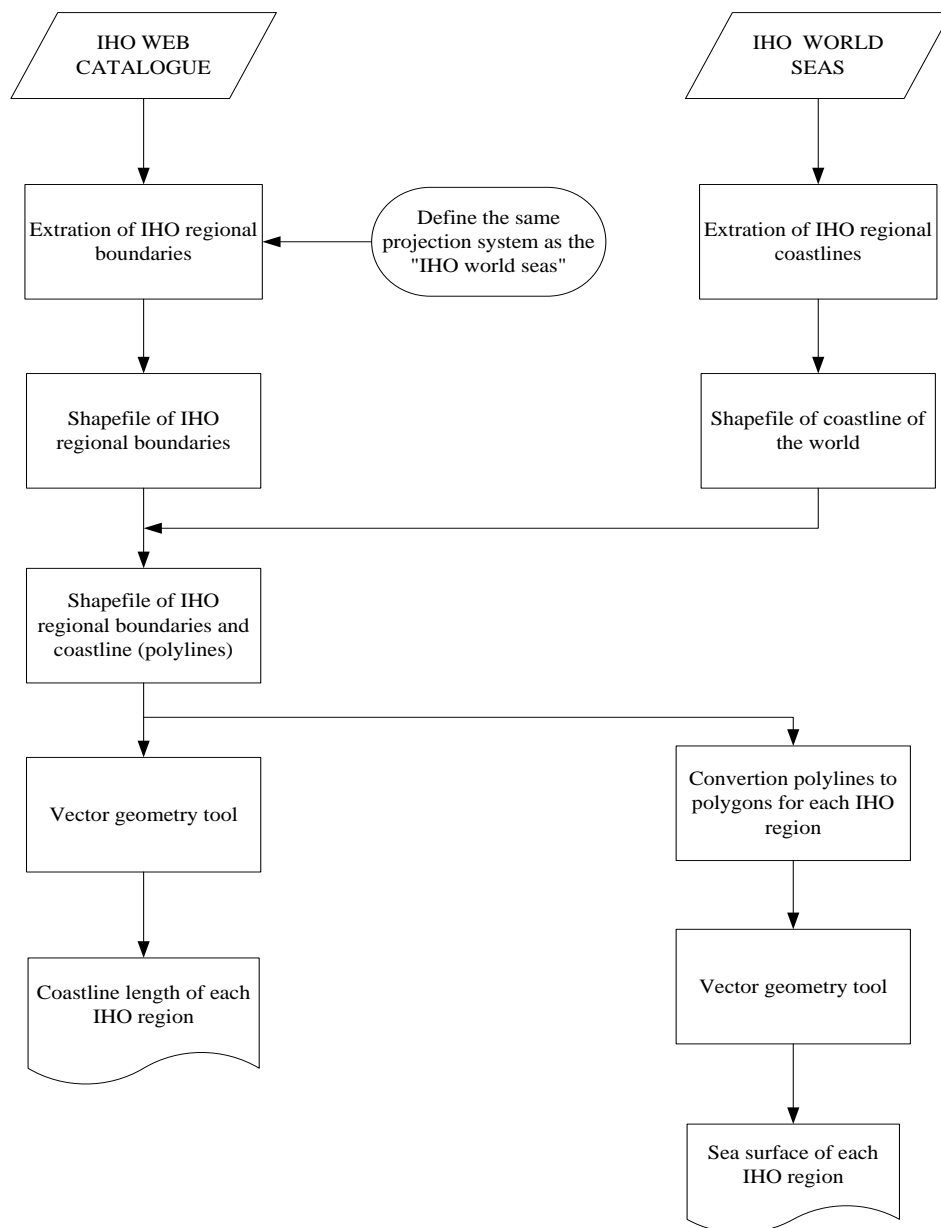 IHO WEB
CATALOGUE
IHO WORLD
SEAS
Extration of IHO regional
boundaries
Define the same
projection system as the
"IHO world seas"
Extration of IHO regional
coastlines
Shapefile of IHO
regional boundaries
Shapefile of coastline of
the world
Shapefile of IHO
regional boundaries and
coastline (polylines)
Vector geometry tool
Convertion polylines to
polygons for each IHO
region
Coastline length of each
IHO region
Vector geometry tool
Sea surface of each
IHO region